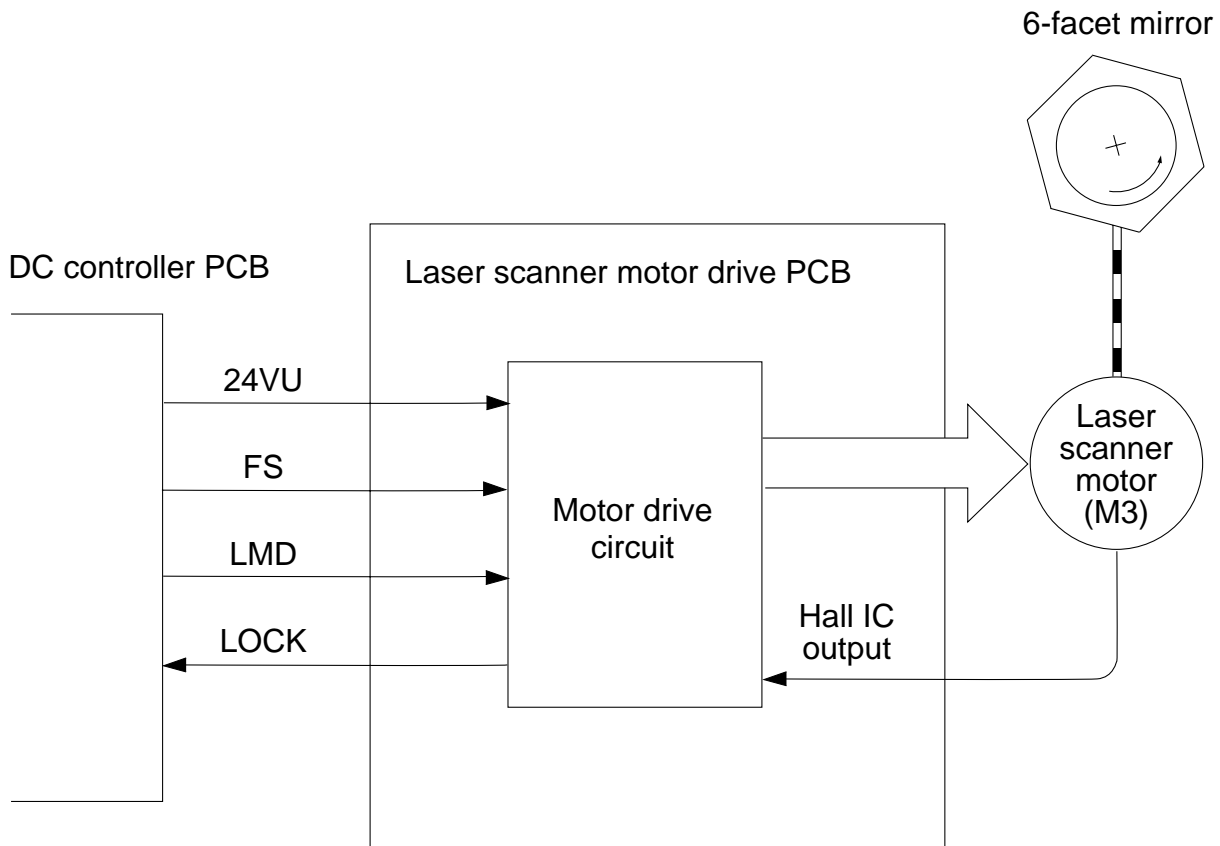 6-facet mirror
DC controller PCB
Laser scanner motor drive PCB
24VU
FS
LMD
LOCK
Motor drive
circuit
Laser
scanner
motor
(M3)
Hall IC
output